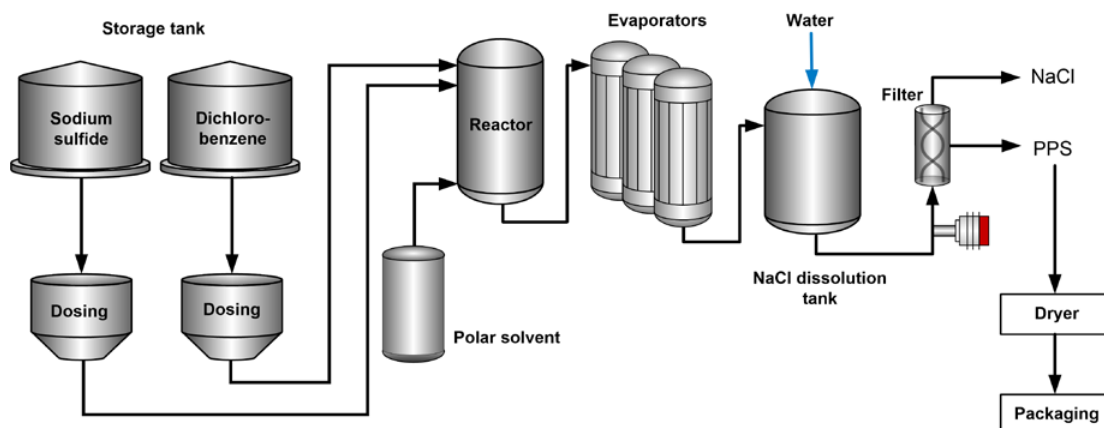 Storage tank
Sodium
sulfide
Dichloro-
benzene
Dosing
Dosing
Polar solvent
Reactor
Evaporators
Water
NaCl dissolution
tank
Filter
NaCl
PPS
Dryer
Packaging